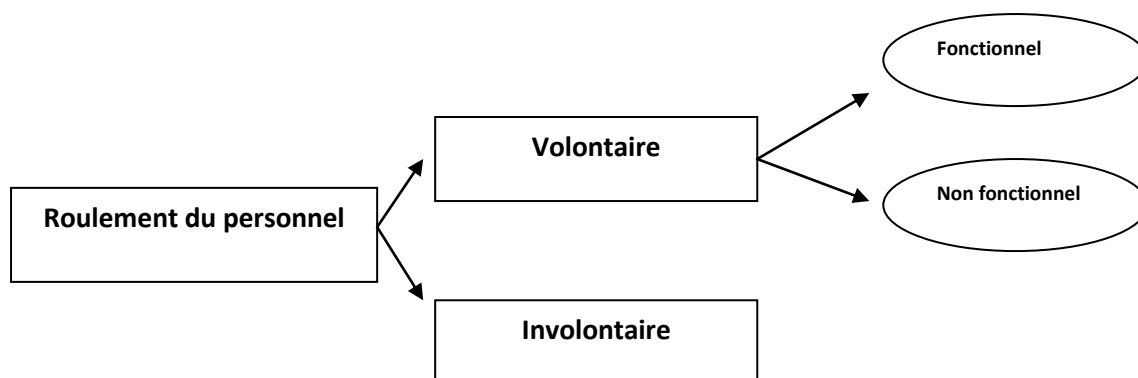 Fonctionnel
Volontaire
Non fonctionnel
Roulement du personnel
Involontaire